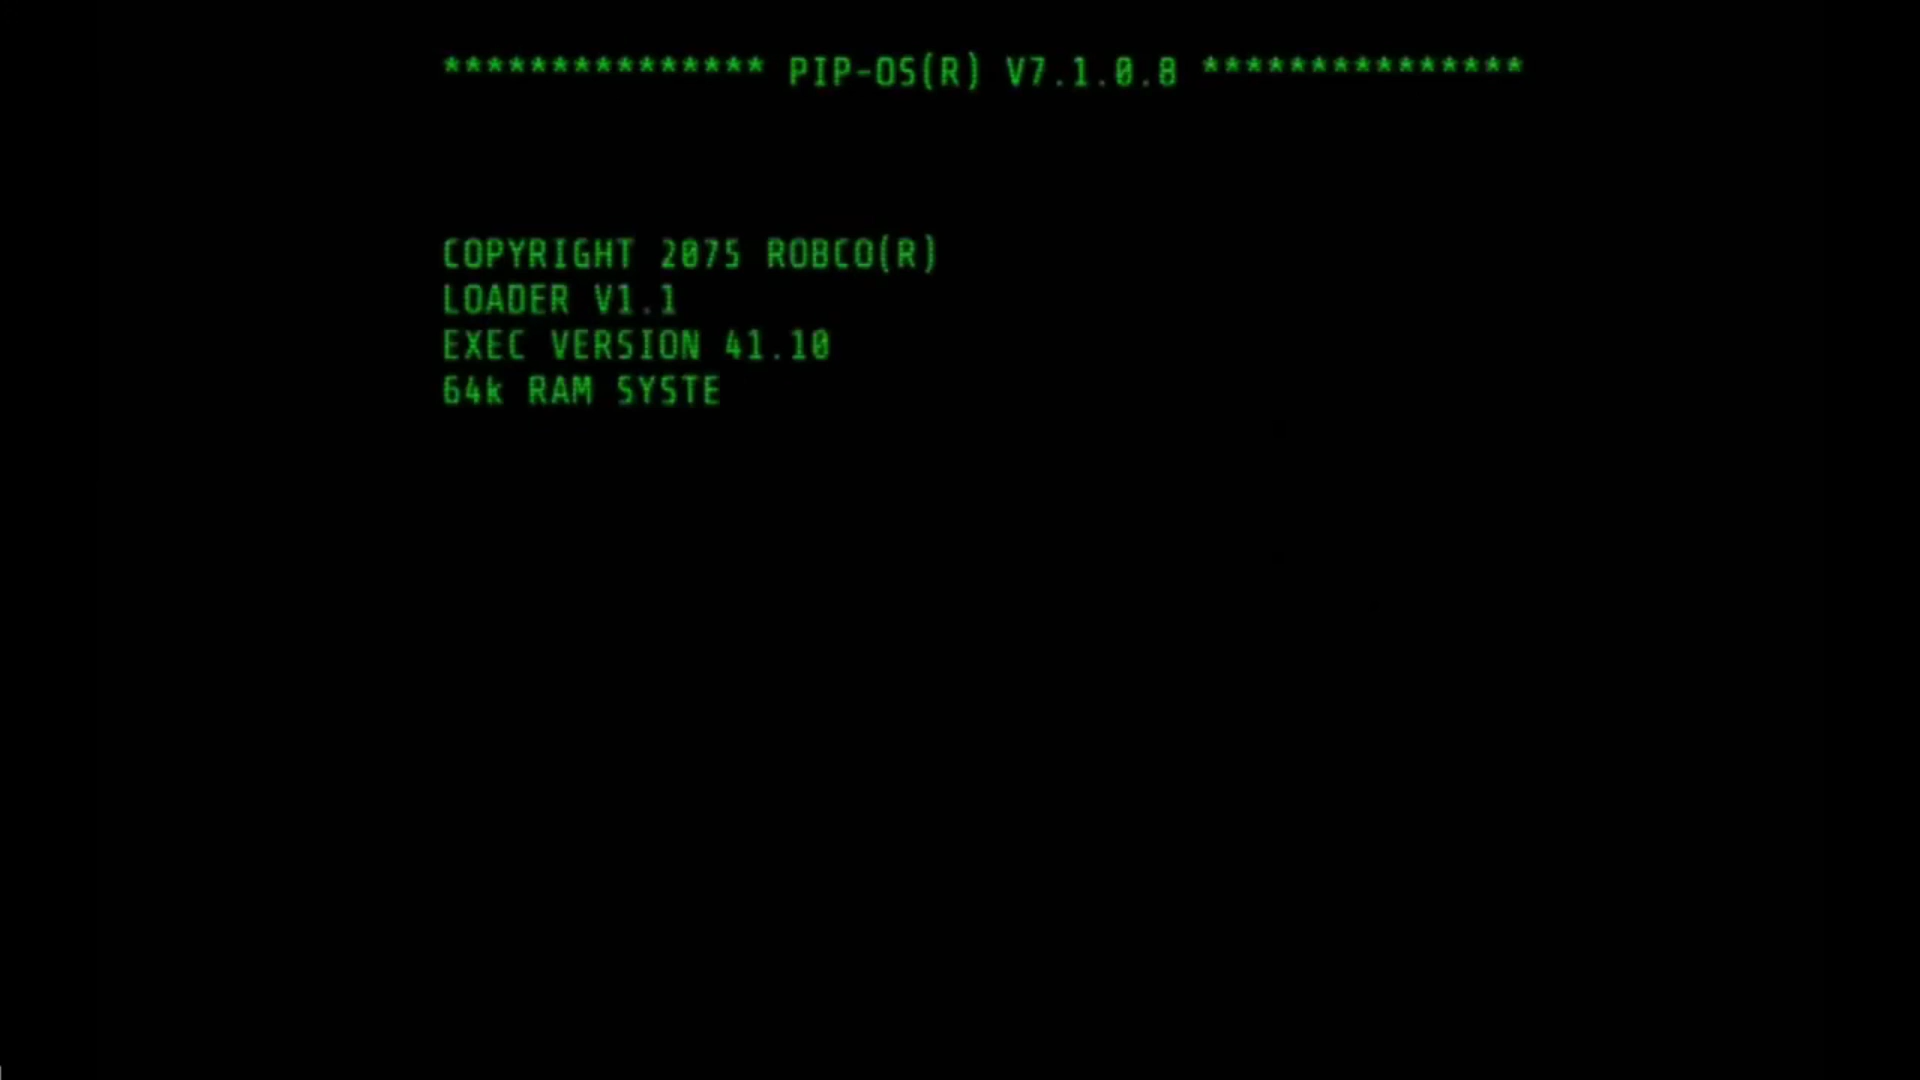 *************** PIP-OS(R) V7.1.0.8 ***************
COPYRIGHT 2075 ROBCO(R)
LOADER V1.1
EXEC VERSION 41.10
64k RAM SYSTE